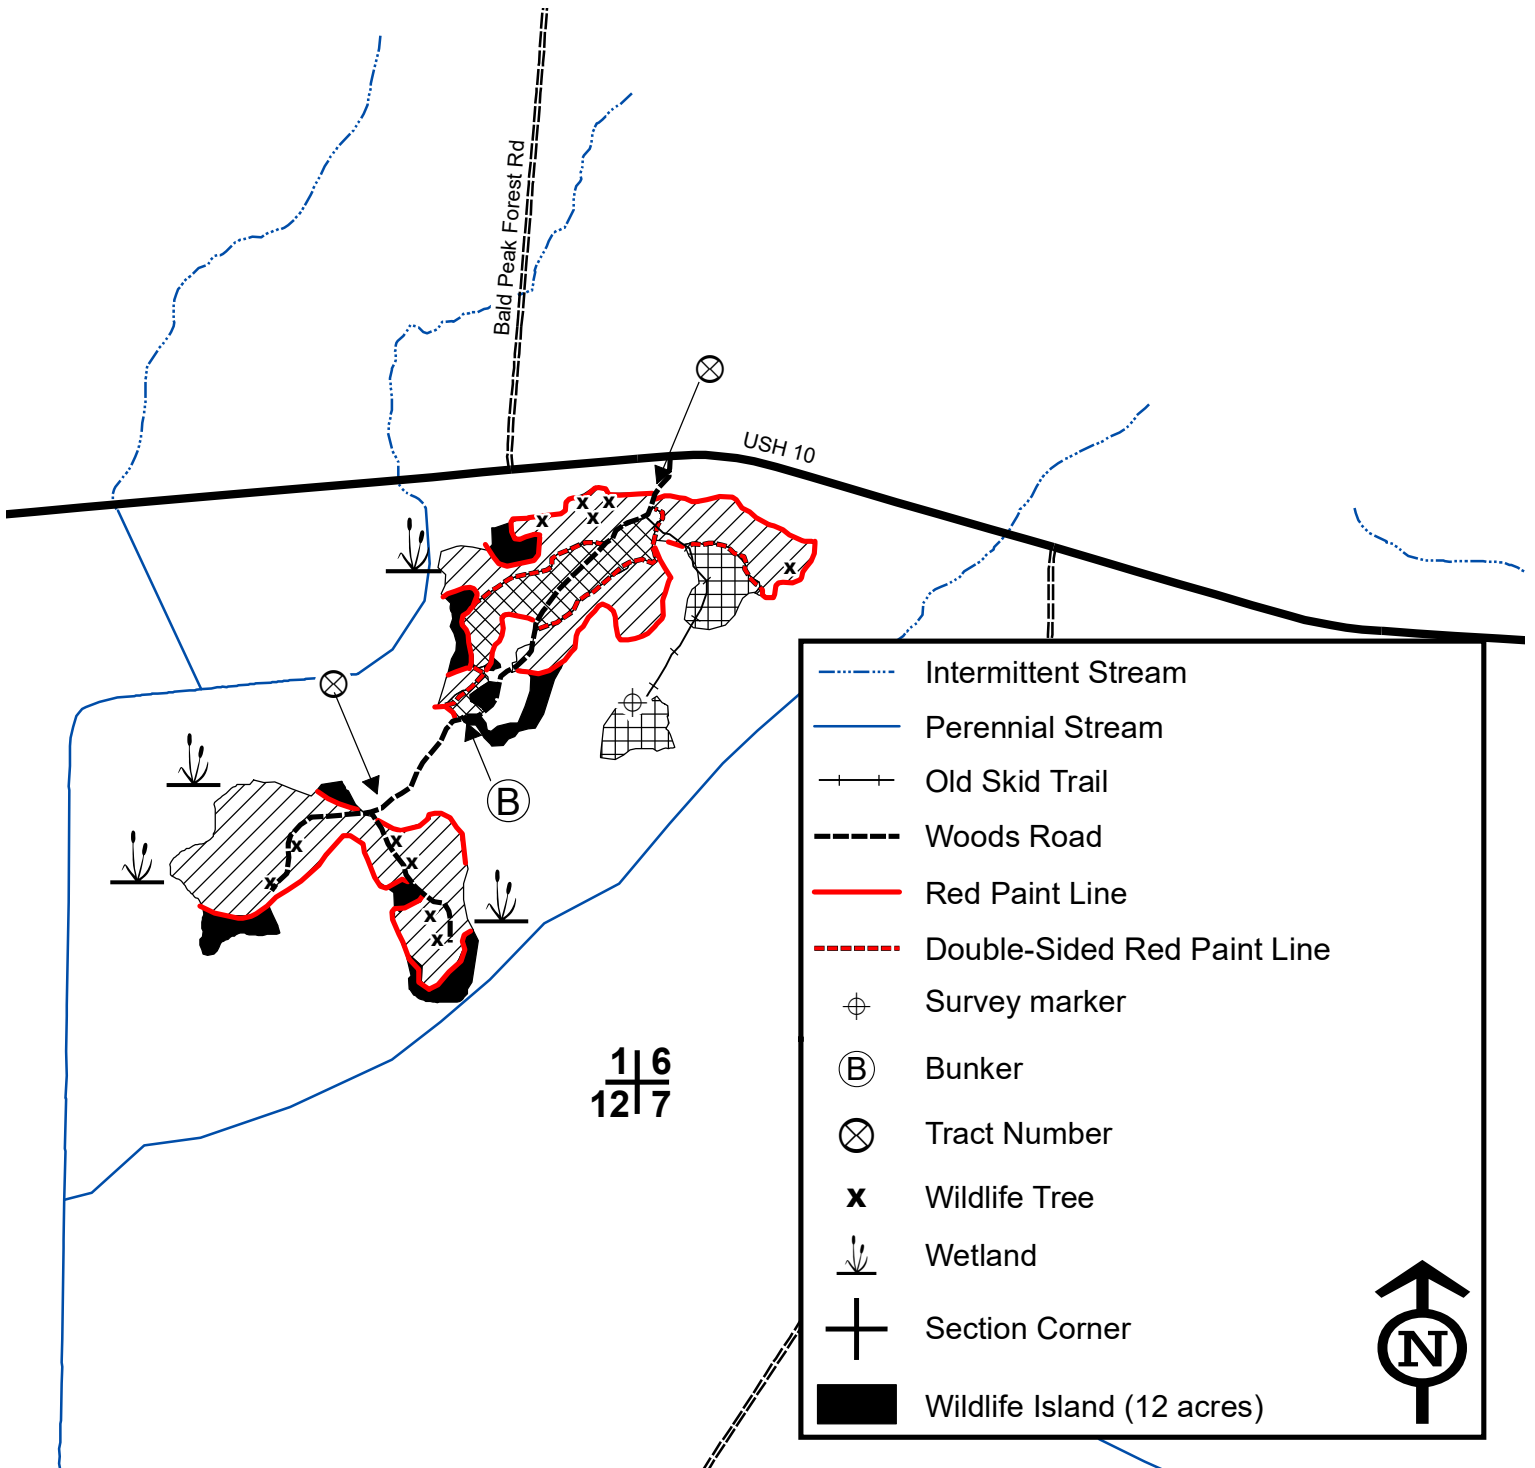 Bald Peak Forest Rd
USH 10
B
1 6
12 7
Intermittent Stream
Perennial Stream
Old Skid Trail
Woods Road
Red Paint Line
Double-Sided Red Paint Line
Survey marker
B Bunker
Tract Number
x Wildlife Tree
Wetland
Section Corner
N
Wildlife Island (12 acres)